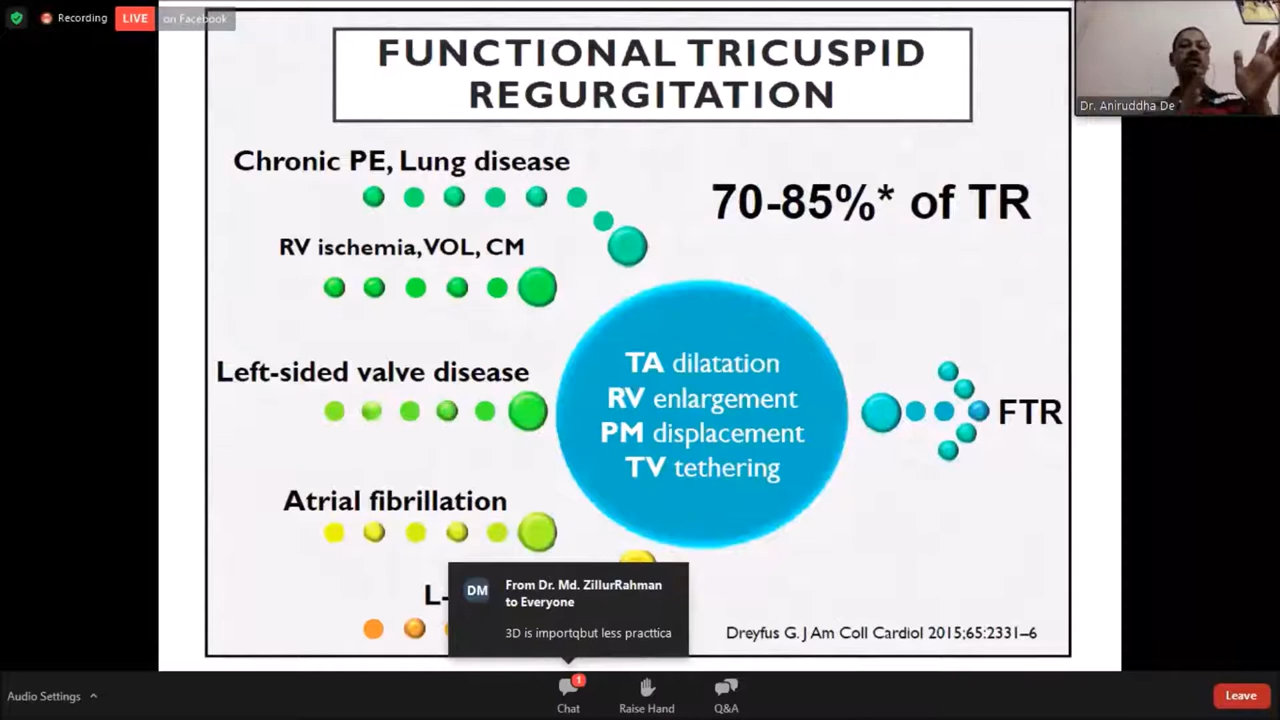 Recording LIVE on Facebook
FUNCTIONAL TRICUSPID
REGURGITATION
Dr. Aniruddha De
Chronic PE, Lung disease
70-85%* of TR
RV ischemia, VOL, CM
Left-sided valve disease
TA dilatation
RV enlargement
PM displacement
TV tethering
FTR
Atrial fibrillation
L-
DM
From Dr. Md. ZillurRahman
to Everyone
3D is importqbut less practtica
Dreyfus G. J Am Coll Cardiol 2015;65:2331–6
Audio Settings
1
Chat
Raise Hand
Q&A
Leave